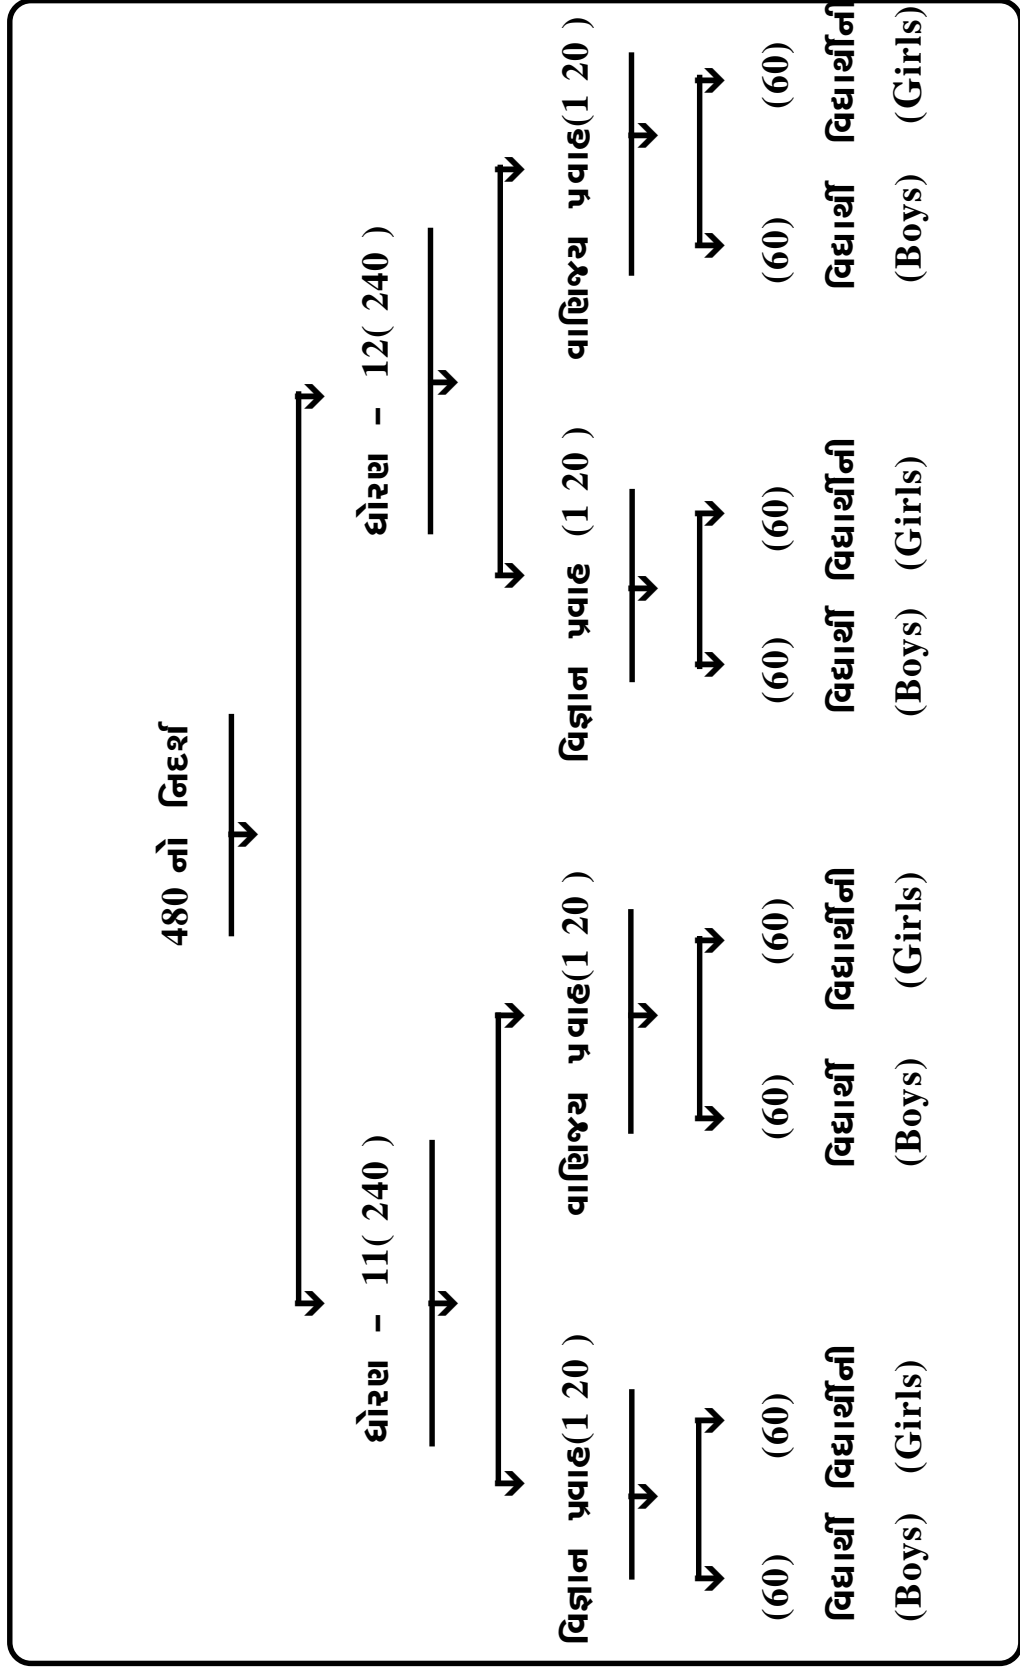 480 નો નિદર્શ
ધોરણ - 11( 240 ) ધોરણ - 12( 240 )
વિજ્ઞાન પ્રવાહ(1 20 ) વાણિજ્ય પ્રવાહ(1 20 ) વિજ્ઞાન પ્રવાહ (1 20 ) વાણિજ્ય પ્રવાહ(1 20 )
(60) (60) (60) (60) (60) (60) (60) (60)
વિદ્યાર્થી વિદ્યાર્થીની વિદ્યાર્થી વિદ્યાર્થીની વિદ્યાર્થી વિદ્યાર્થીની વિદ્યાર્થી વિદ્યાર્થીની
(Boys) (Girls) (Boys) (Girls) (Boys) (Girls) (Boys) (Girls)